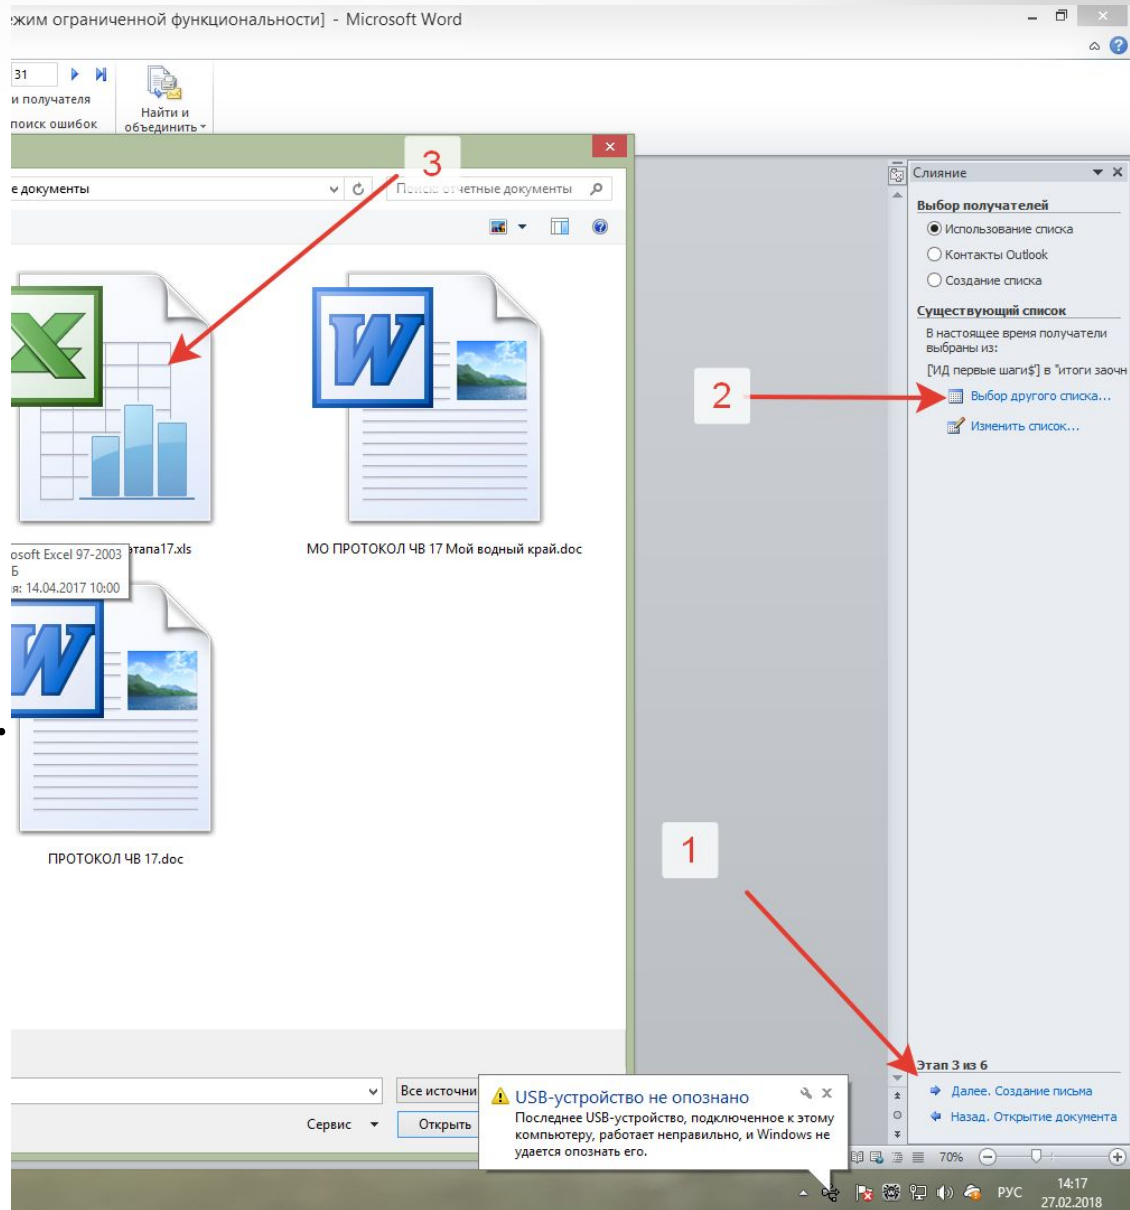 ежим ограниченной функциональности] - Microsoft Word
31
и получателя
поиск ошибок
Найти и
объединить
3
е документы
отчетные документы
этапа17.xls
osoft Excel 97-2003
Б
я: 14.04.2017 10:00
МО ПРОТОКОЛ ЧВ 17 Мой водный край.doc
ПРОТОКОЛ ЧВ 17.doc
Все источни
Сервис
Открыть
Слияние
Выбор получателей
Использование списка
Контакты Outlook
Создание списка
Существующий список
В настоящее время получатели
выбраны из:
['ИД первые шаги$'] в "итоги заочн
2
Выбор другого списка...
Изменить список...
1
Этап 3 из 6
Далее. Создание письма
Назад. Открытие документа
USB-устройство не опознано
Последнее USB-устройство, подключенное к этому
компьютеру, работает неправильно, и Windows не
удается опознать его.
70%
РУС
14:17
27.02.2018